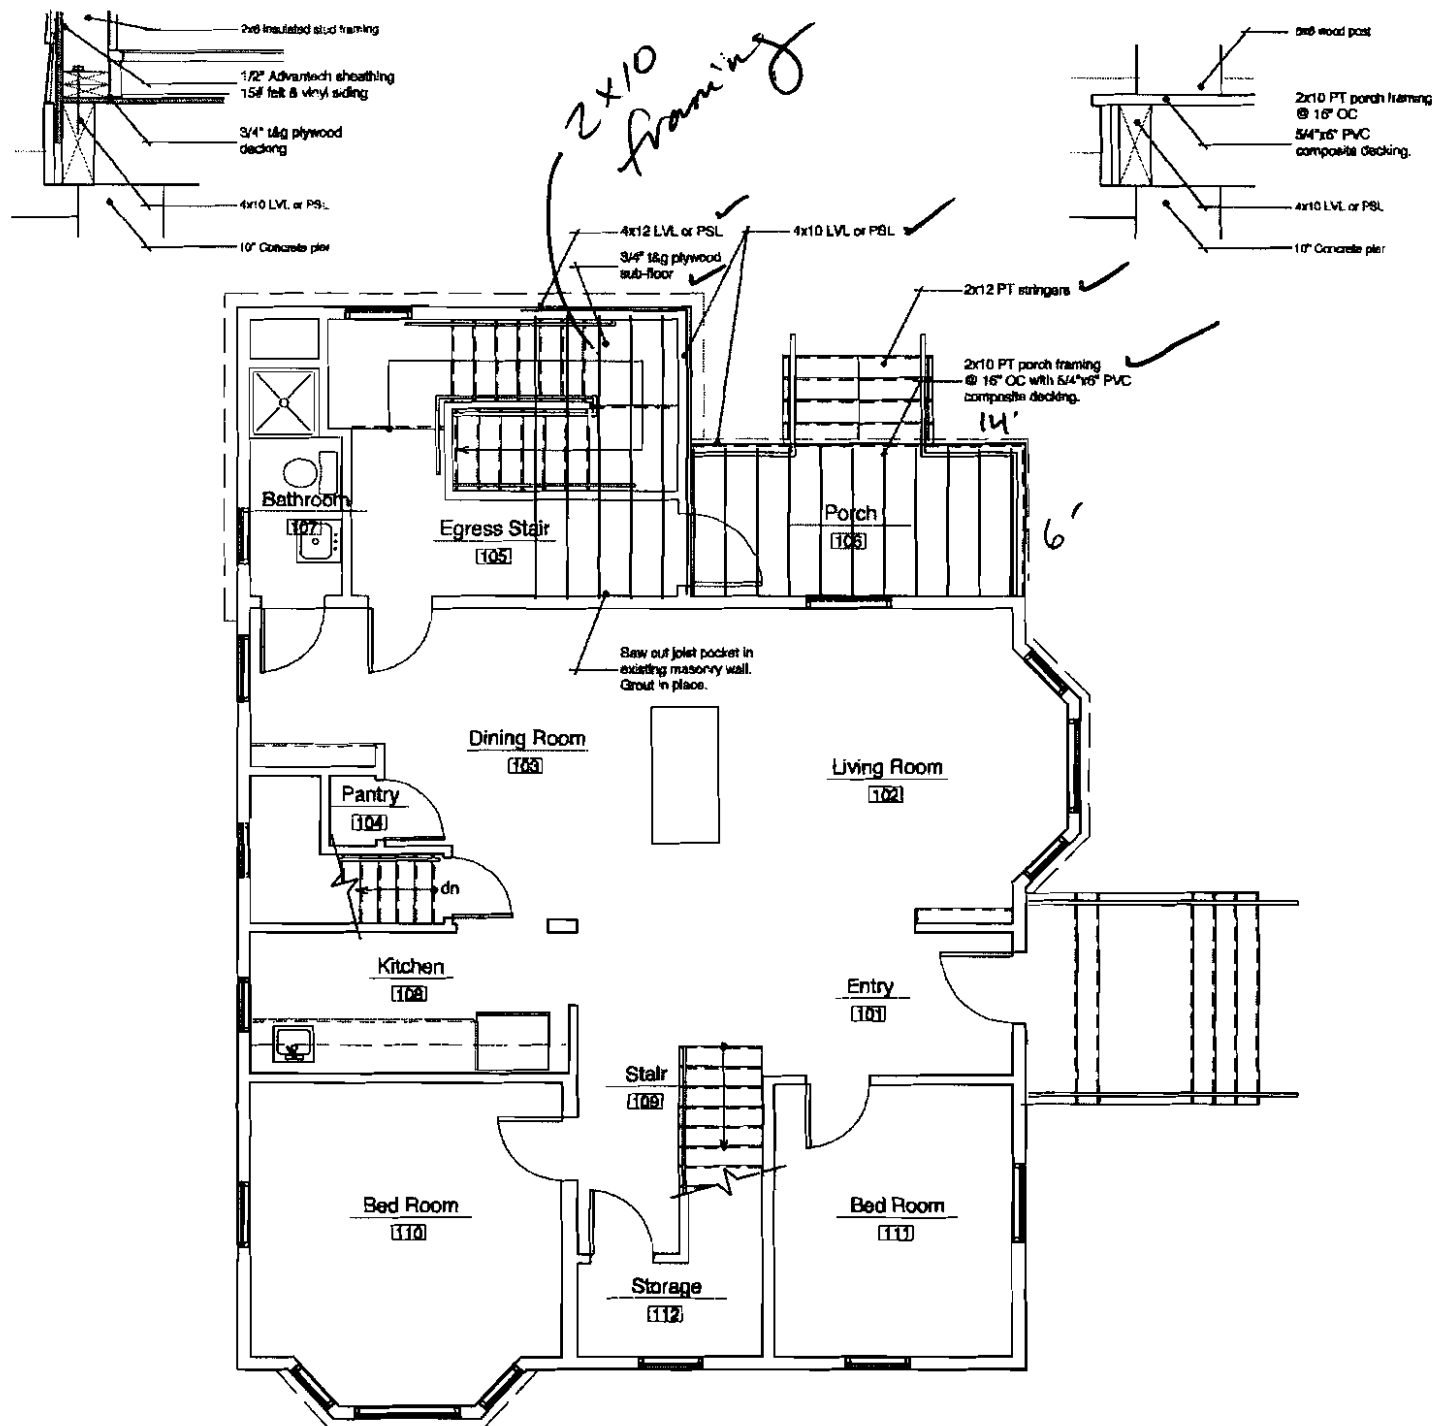 2x6 insulated stud framing
1/2" Advantech sheathing
15# felt & vinyl siding
3/4" t&g plywood
decking
4x10 LVL or PSL
10" Concrete pier
2x10
framing
6x6 wood post
2x10 PT porch framing
@ 16" OC
5/4"x6" PVC
composite decking.
4x10 LVL or PSL
10" Concrete pier
4x12 LVL or PSL
3/4" t&g plywood
sub-floor
4x10 LVL or PSL
2x12 PT stringers
2x10 PT porch framing
@ 16" OC with 5/4"x6" PVC
composite decking.
14'
6'
Bathroom
107
Egress Stair
105
Porch
106
Saw cut joist pocket in
existing masonry wall.
Grout in place.
Dining Room
103
Living Room
102
Pantry
104
dn
Kitchen
108
Entry
101
Stair
109
Bed Room
110
Bed Room
111
Storage
112